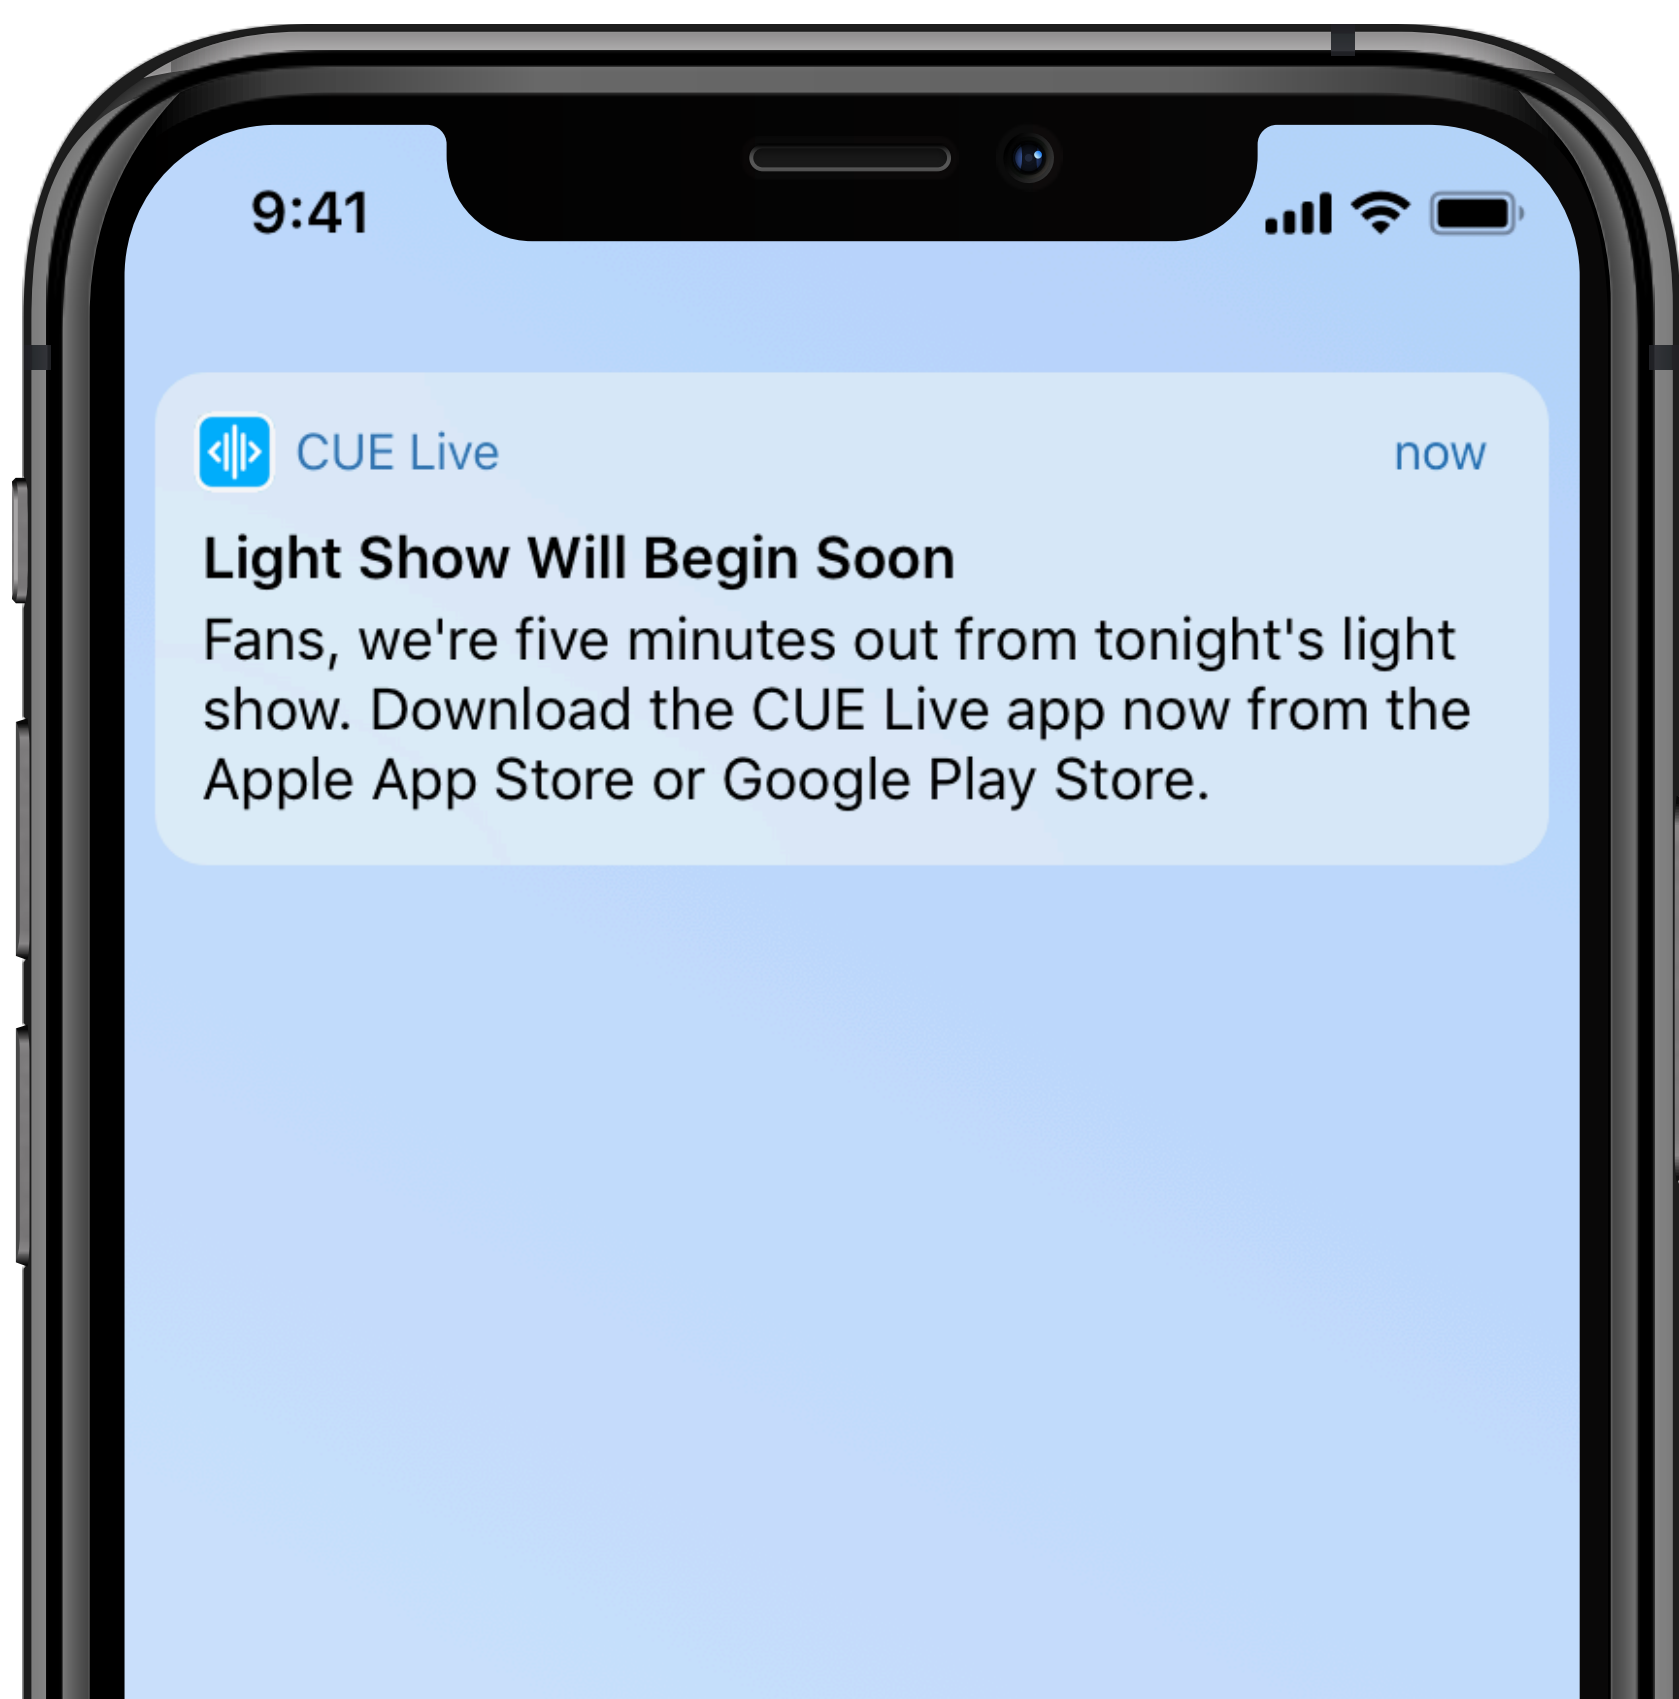 9:41
CUE Live now
Light Show Will Begin Soon
Fans, we're five minutes out from tonight's light
show. Download the CUE Live app now from the
Apple App Store or Google Play Store.